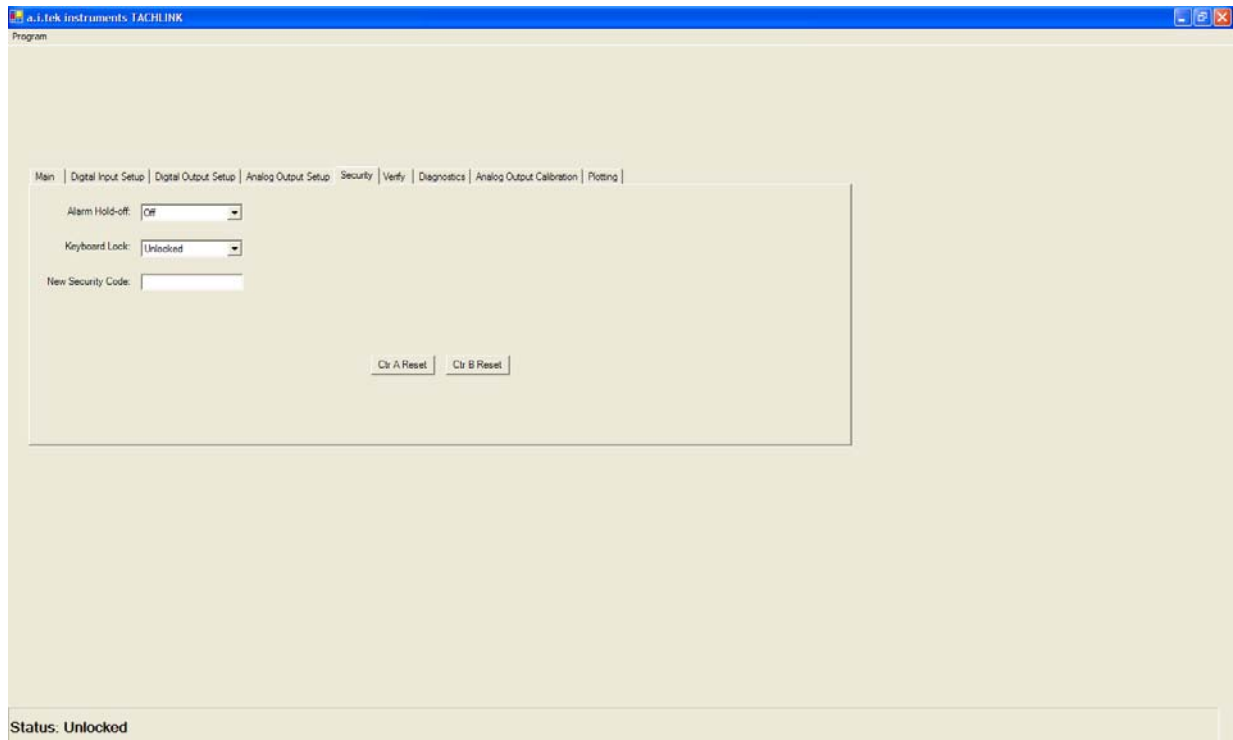 a.i.tek instruments TACHLINK
Program
Main Digital Input Setup Digital Output Setup Analog Output Setup Security Verify Diagnostics Analog Output Calibration Plotting
Alarm Hold-off: Off
Keyboard Lock: Unlocked
New Security Code:
Ctr A Reset Ctr B Reset
Status: Unlocked